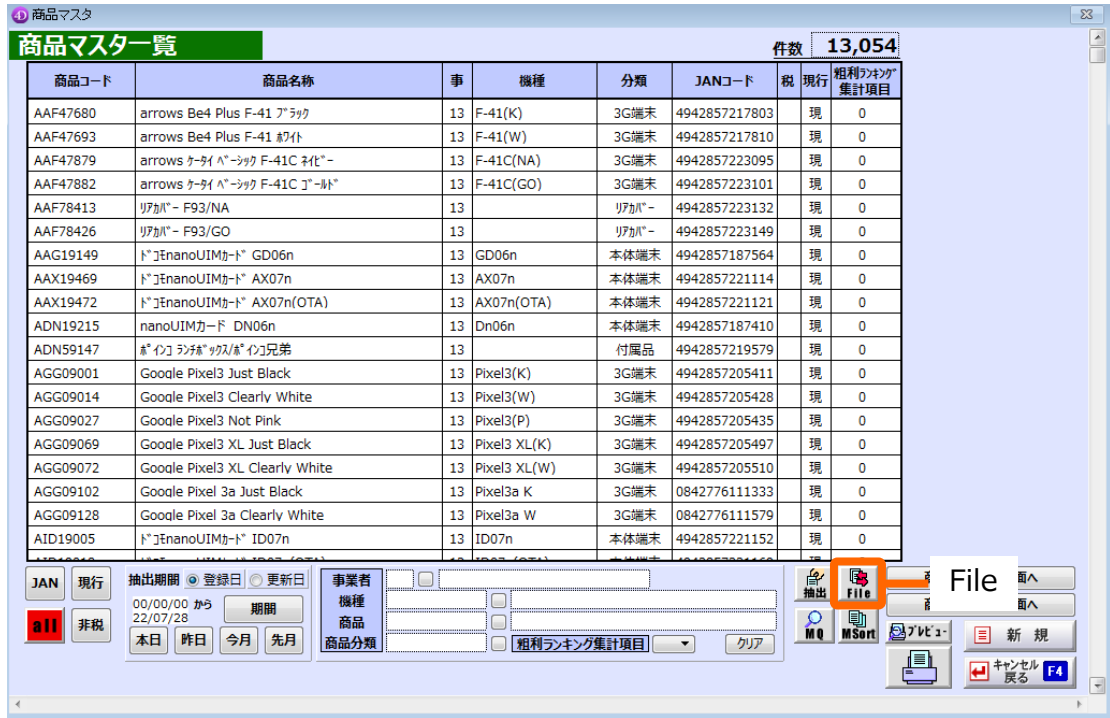 商品マスタ
商品マスタ一覧 件数 13,054
商品コード 商品名称 事 機種 分類 JANコード 税 現行 粗利ﾗﾝｷﾝｸﾞ集計項目
AAF47680 arrows Be4 Plus F-41 ﾌﾞﾗｯｸ 13 F-41(K) 3G端末 4942857217803 現 0
AAF47693 arrows Be4 Plus F-41 ﾎﾜｲﾄ 13 F-41(W) 3G端末 4942857217810 現 0
AAF47879 arrows ｹｰﾀｲ ﾍﾞｰｼｯｸ F-41C ﾈｲﾋﾞｰ 13 F-41C(NA) 3G端末 4942857223095 現 0
AAF47882 arrows ｹｰﾀｲ ﾍﾞｰｼｯｸ F-41C ｺﾞｰﾙﾄﾞ 13 F-41C(GO) 3G端末 4942857223101 現 0
AAF78413 ﾘｱｶﾊﾞｰ F93/NA 13 ﾘｱｶﾊﾞｰ 4942857223132 現 0
AAF78426 ﾘｱｶﾊﾞｰ F93/GO 13 ﾘｱｶﾊﾞｰ 4942857223149 現 0
AAG19149 ﾄﾞｺﾓnanoUIMｶｰﾄﾞ GD06n 13 GD06n 本体端末 4942857187564 現 0
AAX19469 ﾄﾞｺﾓnanoUIMｶｰﾄﾞ AX07n 13 AX07n 本体端末 4942857221114 現 0
AAX19472 ﾄﾞｺﾓnanoUIMｶｰﾄﾞ AX07n(OTA) 13 AX07n(OTA) 本体端末 4942857221121 現 0
ADN19215 nanoUIMカード DN06n 13 Dn06n 本体端末 4942857187410 現 0
ADN59147 ﾎﾟｲﾝｺ ﾗﾝﾁﾎﾞｯｸｽ/ﾎﾟｲﾝｺ兄弟 13 付属品 4942857219579 現 0
AGG09001 Google Pixel3 Just Black 13 Pixel3(K) 3G端末 4942857205411 現 0
AGG09014 Google Pixel3 Clearly White 13 Pixel3(W) 3G端末 4942857205428 現 0
AGG09027 Google Pixel3 Not Pink 13 Pixel3(P) 3G端末 4942857205435 現 0
AGG09069 Google Pixel3 XL Just Black 13 Pixel3 XL(K) 3G端末 4942857205497 現 0
AGG09072 Google Pixel3 XL Clearly White 13 Pixel3 XL(W) 3G端末 4942857205510 現 0
AGG09102 Google Pixel 3a Just Black 13 Pixel3a K 3G端末 0842776111333 現 0
AGG09128 Google Pixel 3a Clearly White 13 Pixel3a W 3G端末 0842776111579 現 0
AID19005 ﾄﾞｺﾓnanoUIMｶｰﾄﾞ ID07n 13 ID07n 本体端末 4942857221152 現 0
JAN 現行 抽出期間 登録日 更新日 事業者 抽出 File File 面へ
00/00/00 から 期間 機種 面へ
22/07/28
all 非税 商品 MQ MSort ﾌﾟﾚﾋﾞｭｰ 新 規
本日 昨日 今月 先月 商品分類 粗利ランキング集計項目 クリア キャンセル 戻る F4